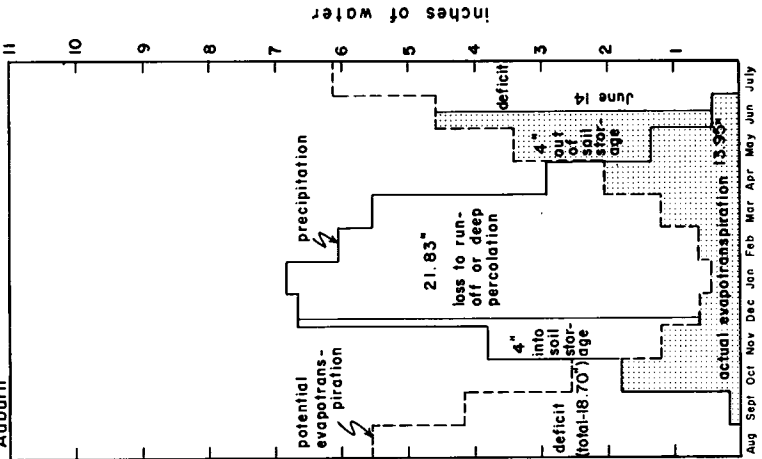 Auburn
11
10
9
8
7
6
5
4
3
2
1
inches of water
potential
evapotrans-
piration
precipitation
21.83"
loss to run-
off or deep
percolation
4"
into
soil
stor-
age
deficit
(total-18.70")
4"
out
of
soil
stor-
age
June 14
deficit
actual evapotranspiration 13.95"
Aug Sept Oct Nov Dec Jan Feb Mar Apr May Jun July